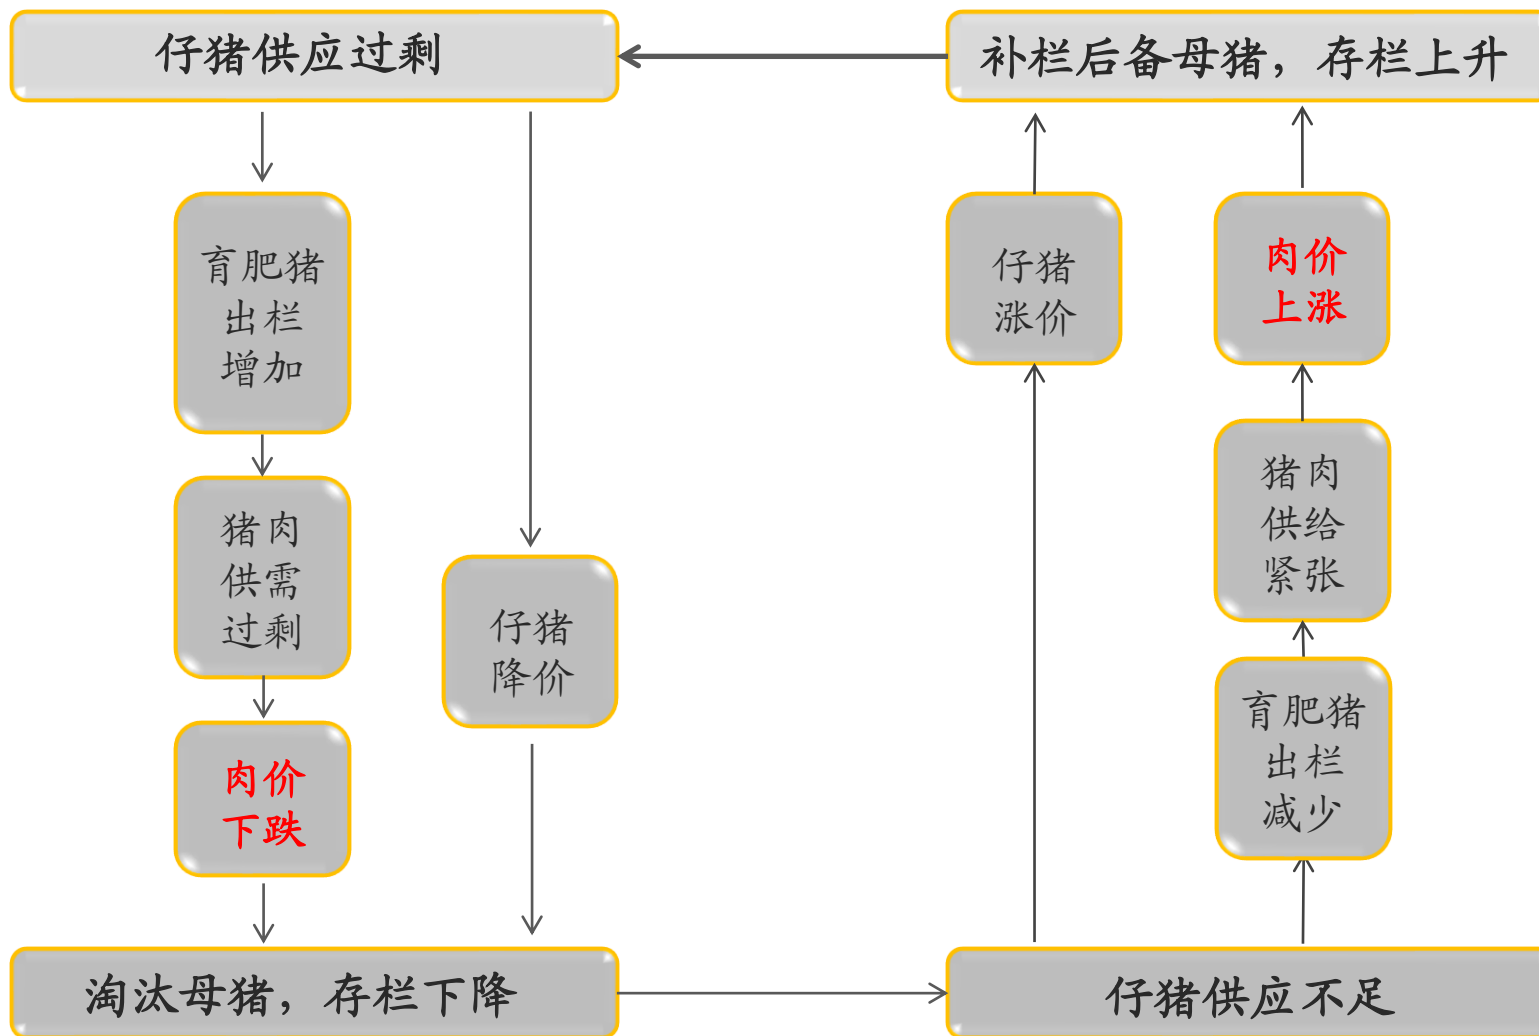 仔猪供应过剩
补栏后备母猪，存栏上升
育肥猪
出栏
增加
猪肉
供需
过剩
肉价
下跌
仔猪
降价
仔猪
涨价
肉价
上涨
猪肉
供给
紧张
育肥猪
出栏
减少
淘汰母猪，存栏下降
仔猪供应不足